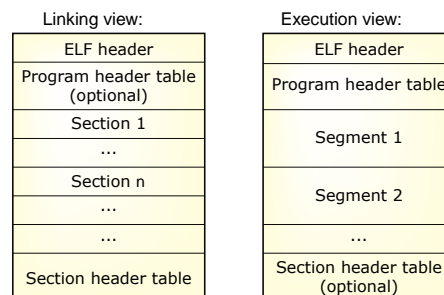 Linking view:
ELF header
Program header table
(optional)
Section 1
...
Section n
...
...
Section header table
Execution view:
ELF header
Program header table
Segment 1
Segment 2
...
Section header table
(optional)